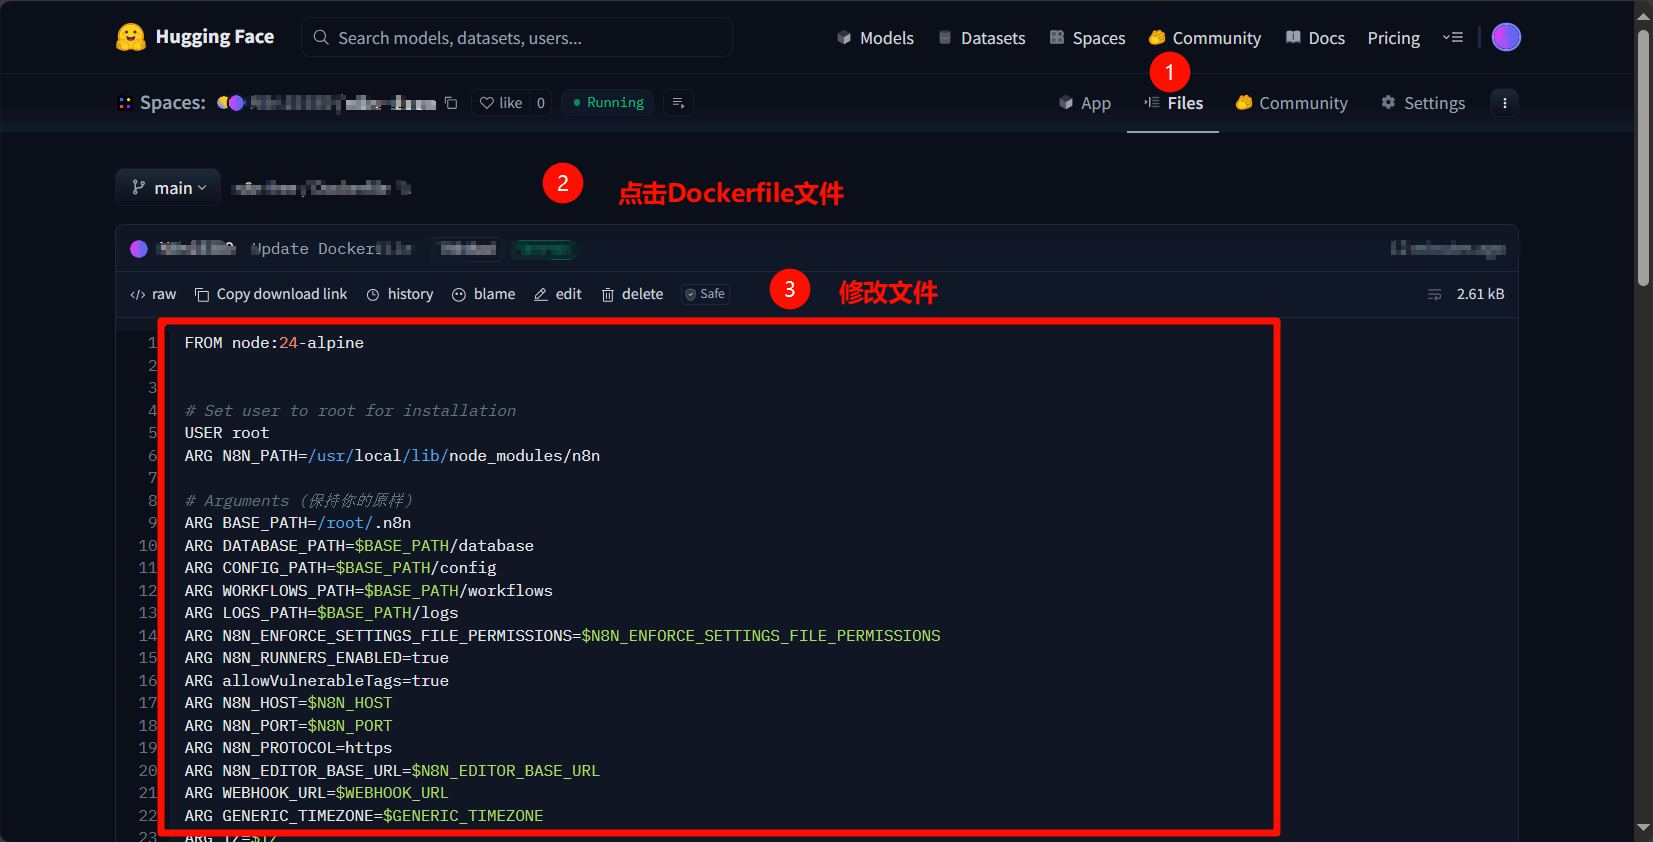 Hugging Face
Search models, datasets, users...
Models
Datasets
Spaces
Community
Docs
Pricing
1
Spaces:
like 0
Running
App
Files
Community
Settings
main
2
点击Dockerfile文件
Update
raw
Copy download link
history
blame
edit
delete
Safe
3
修改文件
2.61 kB
1 FROM node:24-alpine
2
3
4 # Set user to root for installation
5 USER root
6 ARG N8N_PATH=/usr/local/lib/node_modules/n8n
7
8 # Arguments (保持你的原样)
9 ARG BASE_PATH=/root/.n8n
10 ARG DATABASE_PATH=$BASE_PATH/database
11 ARG CONFIG_PATH=$BASE_PATH/config
12 ARG WORKFLOWS_PATH=$BASE_PATH/workflows
13 ARG LOGS_PATH=$BASE_PATH/logs
14 ARG N8N_ENFORCE_SETTINGS_FILE_PERMISSIONS=$N8N_ENFORCE_SETTINGS_FILE_PERMISSIONS
15 ARG N8N_RUNNERS_ENABLED=true
16 ARG allowVulnerableTags=true
17 ARG N8N_HOST=$N8N_HOST
18 ARG N8N_PORT=$N8N_PORT
19 ARG N8N_PROTOCOL=https
20 ARG N8N_EDITOR_BASE_URL=$N8N_EDITOR_BASE_URL
21 ARG WEBHOOK_URL=$WEBHOOK_URL
22 ARG GENERIC_TIMEZONE=$GENERIC_TIMEZONE
23 ARG TZ=$TZ